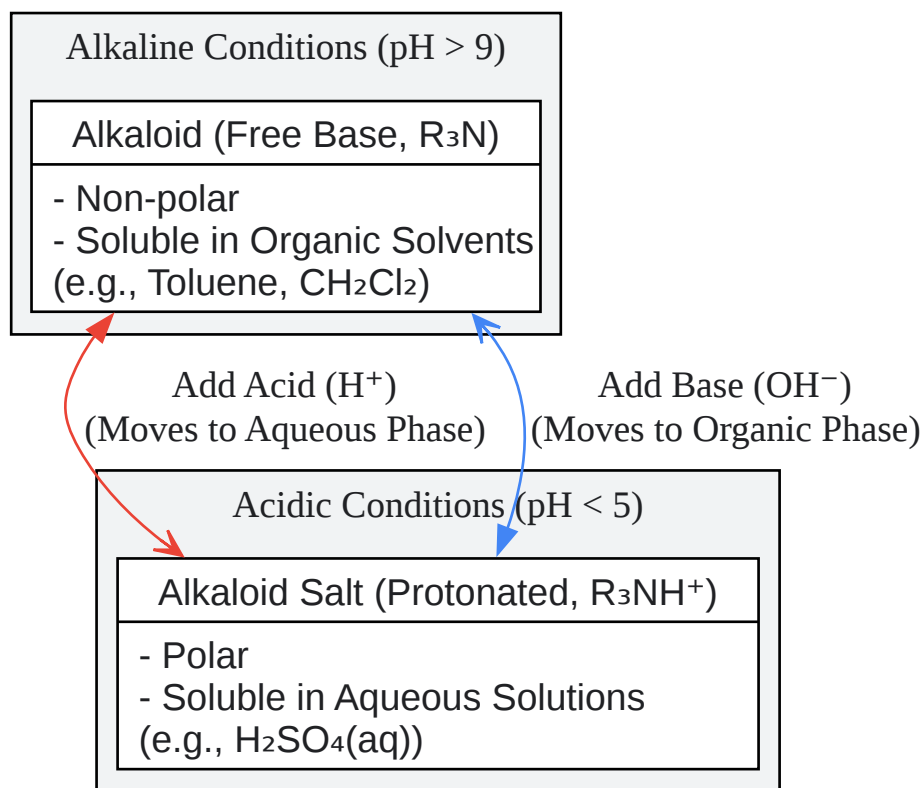 Alkaline Conditions (pH > 9)
Alkaloid (Free Base, R₃N)
- Non-polar
- Soluble in Organic Solvents
(e.g., Toluene, CH₂Cl₂)
Add Acid (H⁺)
(Moves to Aqueous Phase)
Add Base (OH⁻)
(Moves to Organic Phase)
Acidic Conditions (pH < 5)
Alkaloid Salt (Protonated, R₃NH⁺)
- Polar
- Soluble in Aqueous Solutions
(e.g., H₂SO₄(aq))